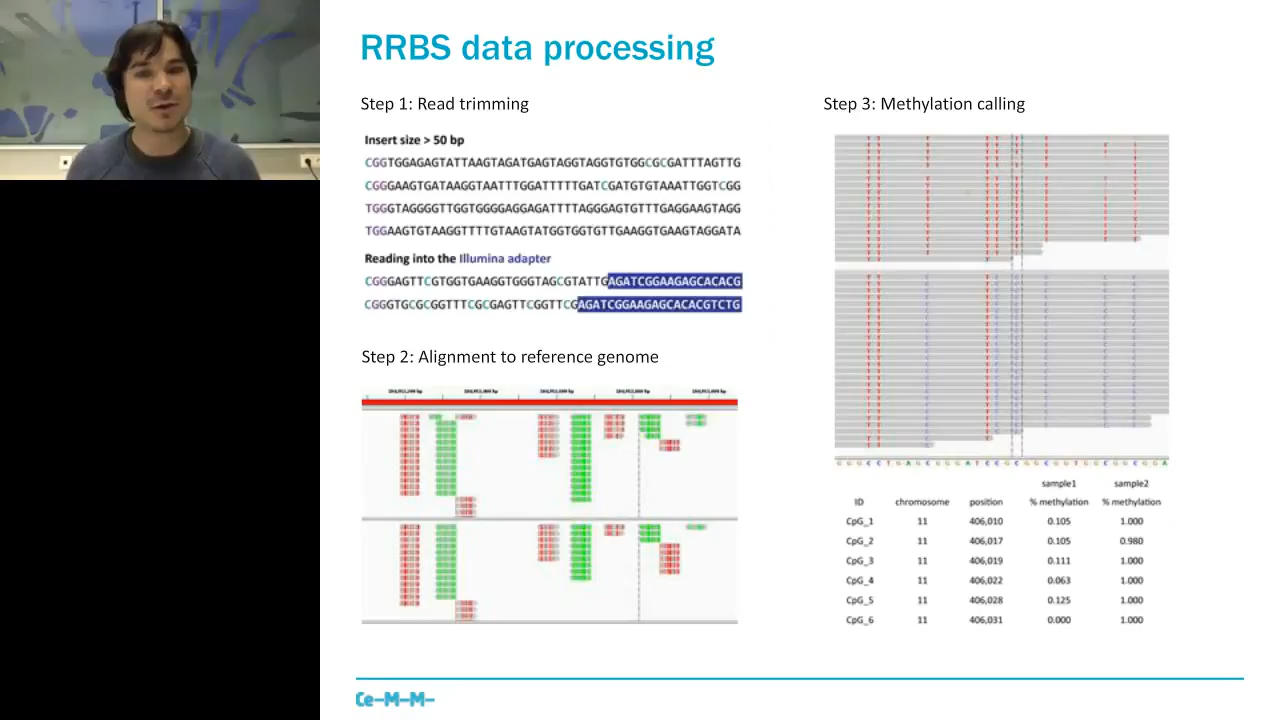 RRBS data processing
Step 1: Read trimming
Insert size > 50 bp
CGGTGGAGAGTATTAAGTAGATGAGTAGGTAGGTGTGGCGCGATTTAGTTG
CGGGAAGTGATAAGGTAATTTGGATTTTTGATCGATGTGTAAATTGGTCGG
TGGGTAGGGGTTGGTGGGGAGGAGATTTTAGGGAGTGTTTGAGGAAGTAGG
TGGAAGTGTAAGGTTTTGTAAGTATGGTGGTGTTGAAGGTGAAGTAGGATA
Reading into the Illumina adapter
CGGGAGTTCGTGGTGAAGGTGGGTAGCGTATTGAGATCGGAAGAGCACACG
CGGGTGCGCGGTTTCGCGAGTTCGGTTCGAGATCGGAAGAGCACACGTCTG
Step 2: Alignment to reference genome
Step 3: Methylation calling
sample1 sample2
ID chromosome position % methylation % methylation
CpG_1 11 406,010 0.105 1.000
CpG_2 11 406,017 0.105 0.980
CpG_3 11 406,019 0.111 1.000
CpG_4 11 406,022 0.063 1.000
CpG_5 11 406,028 0.125 1.000
CpG_6 11 406,031 0.000 1.000
Ce-M-M-